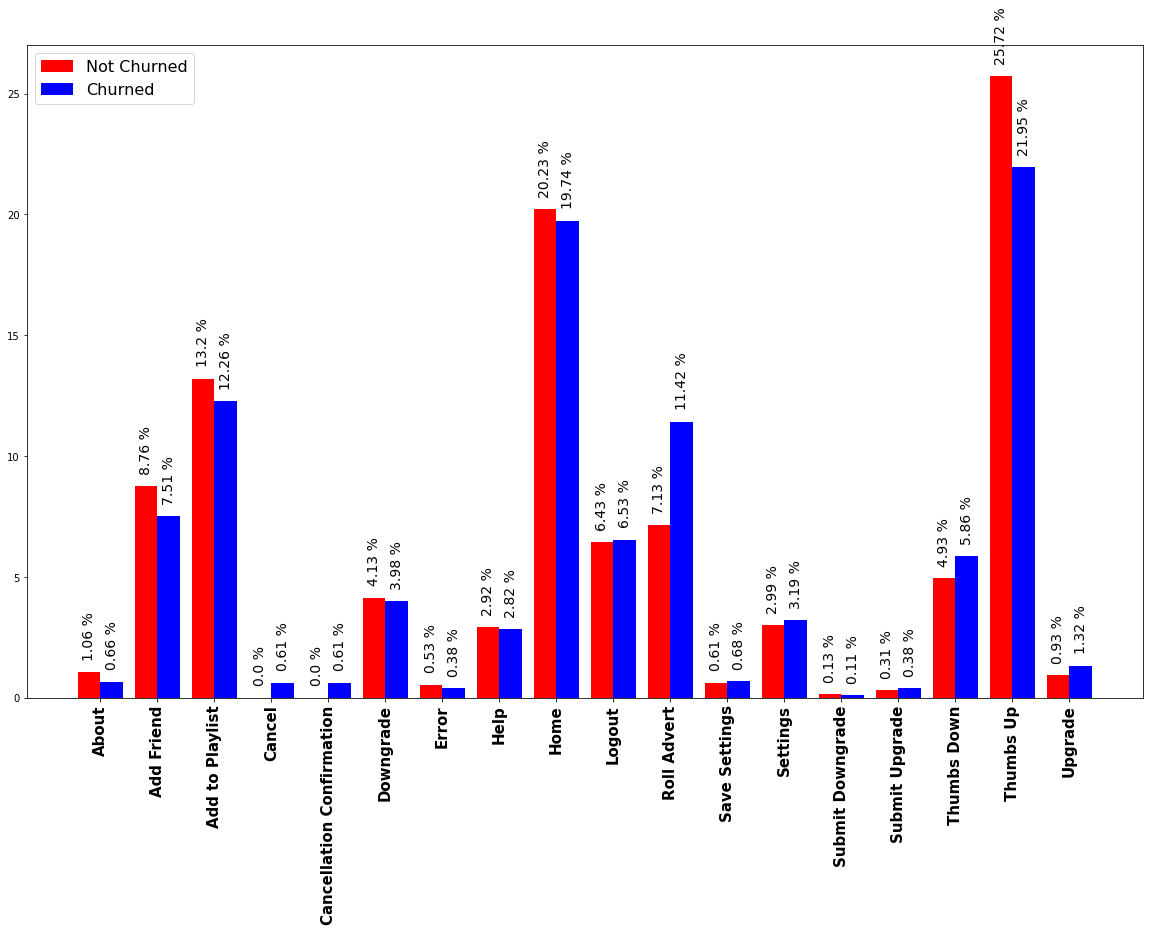 Not Churned
Churned
25
20
15
10
5
0
1.06 %
0.66 %
8.76 %
7.51 %
13.2 %
12.26 %
0.0 %
0.61 %
0.0 %
0.61 %
4.13 %
3.98 %
0.53 %
0.38 %
2.92 %
2.82 %
20.23 %
19.74 %
6.43 %
6.53 %
7.13 %
11.42 %
0.61 %
0.68 %
2.99 %
3.19 %
0.13 %
0.11 %
0.31 %
0.38 %
4.93 %
5.86 %
25.72 %
21.95 %
0.93 %
1.32 %
About
Add Friend
Add to Playlist
Cancel
Cancellation Confirmation
Downgrade
Error
Help
Home
Logout
Roll Advert
Save Settings
Settings
Submit Downgrade
Submit Upgrade
Thumbs Down
Thumbs Up
Upgrade